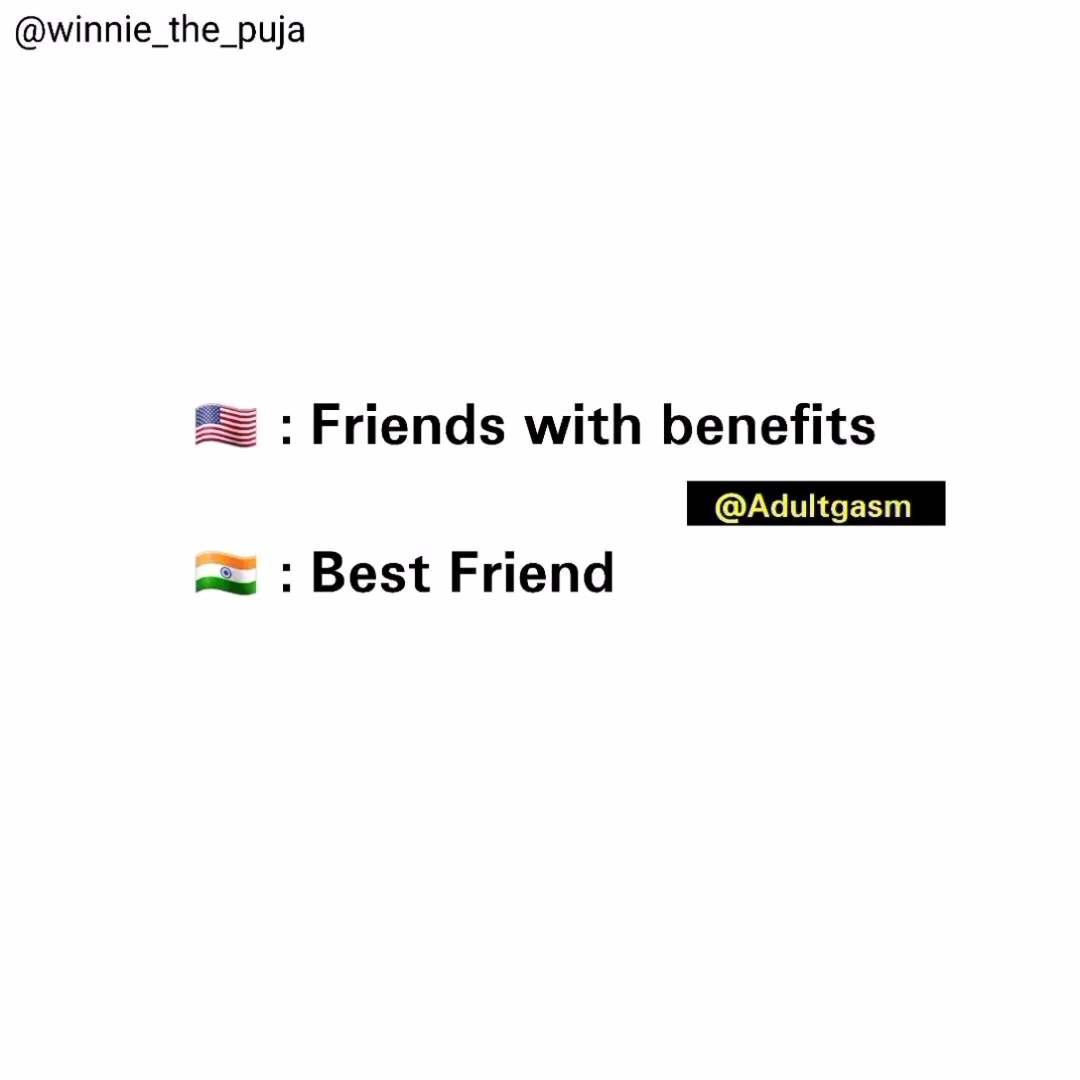 @winnie_the_puja
🇺🇸 : Friends with benefits
@Adultgasm
🇮🇳 : Best Friend